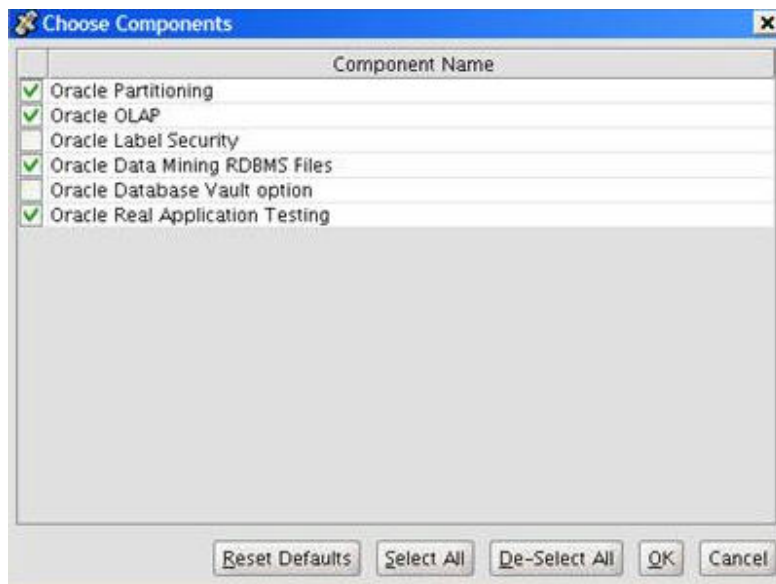 Choose Components
Component Name
Oracle Partitioning
Oracle OLAP
Oracle Label Security
Oracle Data Mining RDBMS Files
Oracle Database Vault option
Oracle Real Application Testing
Reset Defaults Select All De-Select All OK Cancel